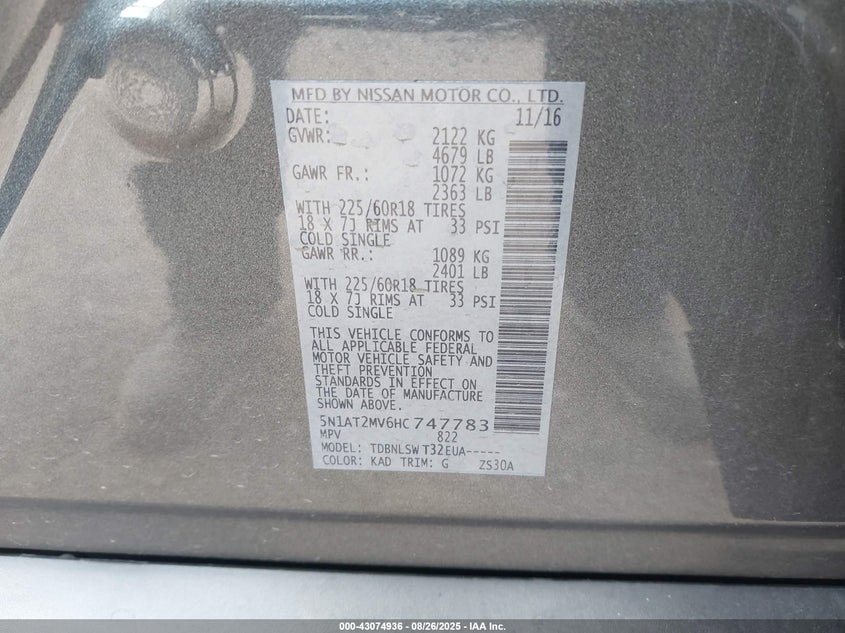 MFD BY NISSAN MOTOR CO., LTD.
DATE: 11/16
GVWR: 2122 KG
4679 LB
GAWR FR.: 1072 KG
2363 LB
WITH 225/60R18 TIRES
18 X 7J RIMS AT 33 PSI
COLD SINGLE
GAWR RR.: 1089 KG
2401 LB
WITH 225/60R18 TIRES
18 X 7J RIMS AT 33 PSI
COLD SINGLE
THIS VEHICLE CONFORMS TO
ALL APPLICABLE FEDERAL
MOTOR VEHICLE SAFETY AND
THEFT PREVENTION
STANDARDS IN EFFECT ON
THE DATE OF MANUFACTURE
SHOWN ABOVE.
5N1AT2MV6HC747783
MPV 822
MODEL: TDBNLSWT32EUA-----
COLOR: KAD TRIM: G ZS30A
000-43074936 - 08/26/2025 - IAA Inc.